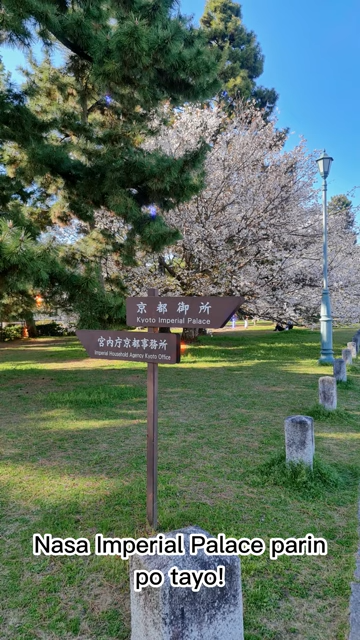 京都御所
Kyoto Imperial Palace
宮内庁京都事務所
Imperial Household Agency Kyoto Office
Nasa Imperial Palace parin
po tayo!